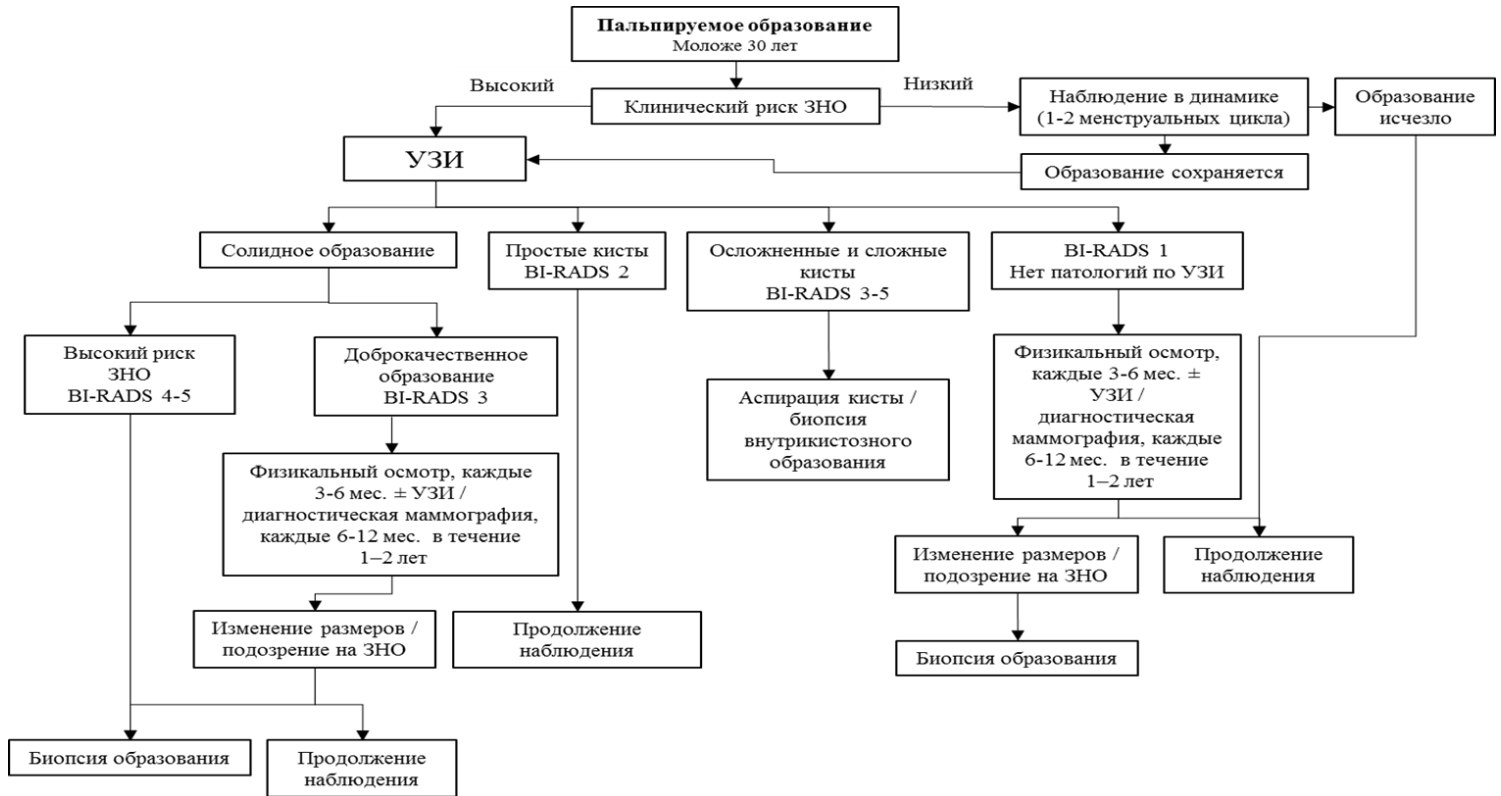 Пальпируемое образование
Моложе 30 лет
Высокий
Низкий
Клинический риск ЗНО
Наблюдение в динамике
(1-2 менструальных цикла)
Образование
исчезло
УЗИ
Образование сохраняется
Солидное образование
Простые кисты
BI-RADS 2
Осложненные и сложные
кисты
BI-RADS 3-5
BI-RADS 1
Нет патологий по УЗИ
Высокий риск
ЗНО
BI-RADS 4-5
Доброкачественное
образование
BI-RADS 3
Аспирация кисты /
биопсия
внутрикистозного
образования
Физикальный осмотр,
каждые 3-6 мес. ±
УЗИ /
диагностическая
маммография, каждые
6-12 мес. в течение
1–2 лет
Физикальный осмотр, каждые
3-6 мес. ± УЗИ /
диагностическая маммография,
каждые 6-12 мес. в течение
1–2 лет
Изменение размеров /
подозрение на ЗНО
Продолжение
наблюдения
Изменение размеров /
подозрение на ЗНО
Продолжение
наблюдения
Биопсия образования
Биопсия образования
Продолжение
наблюдения